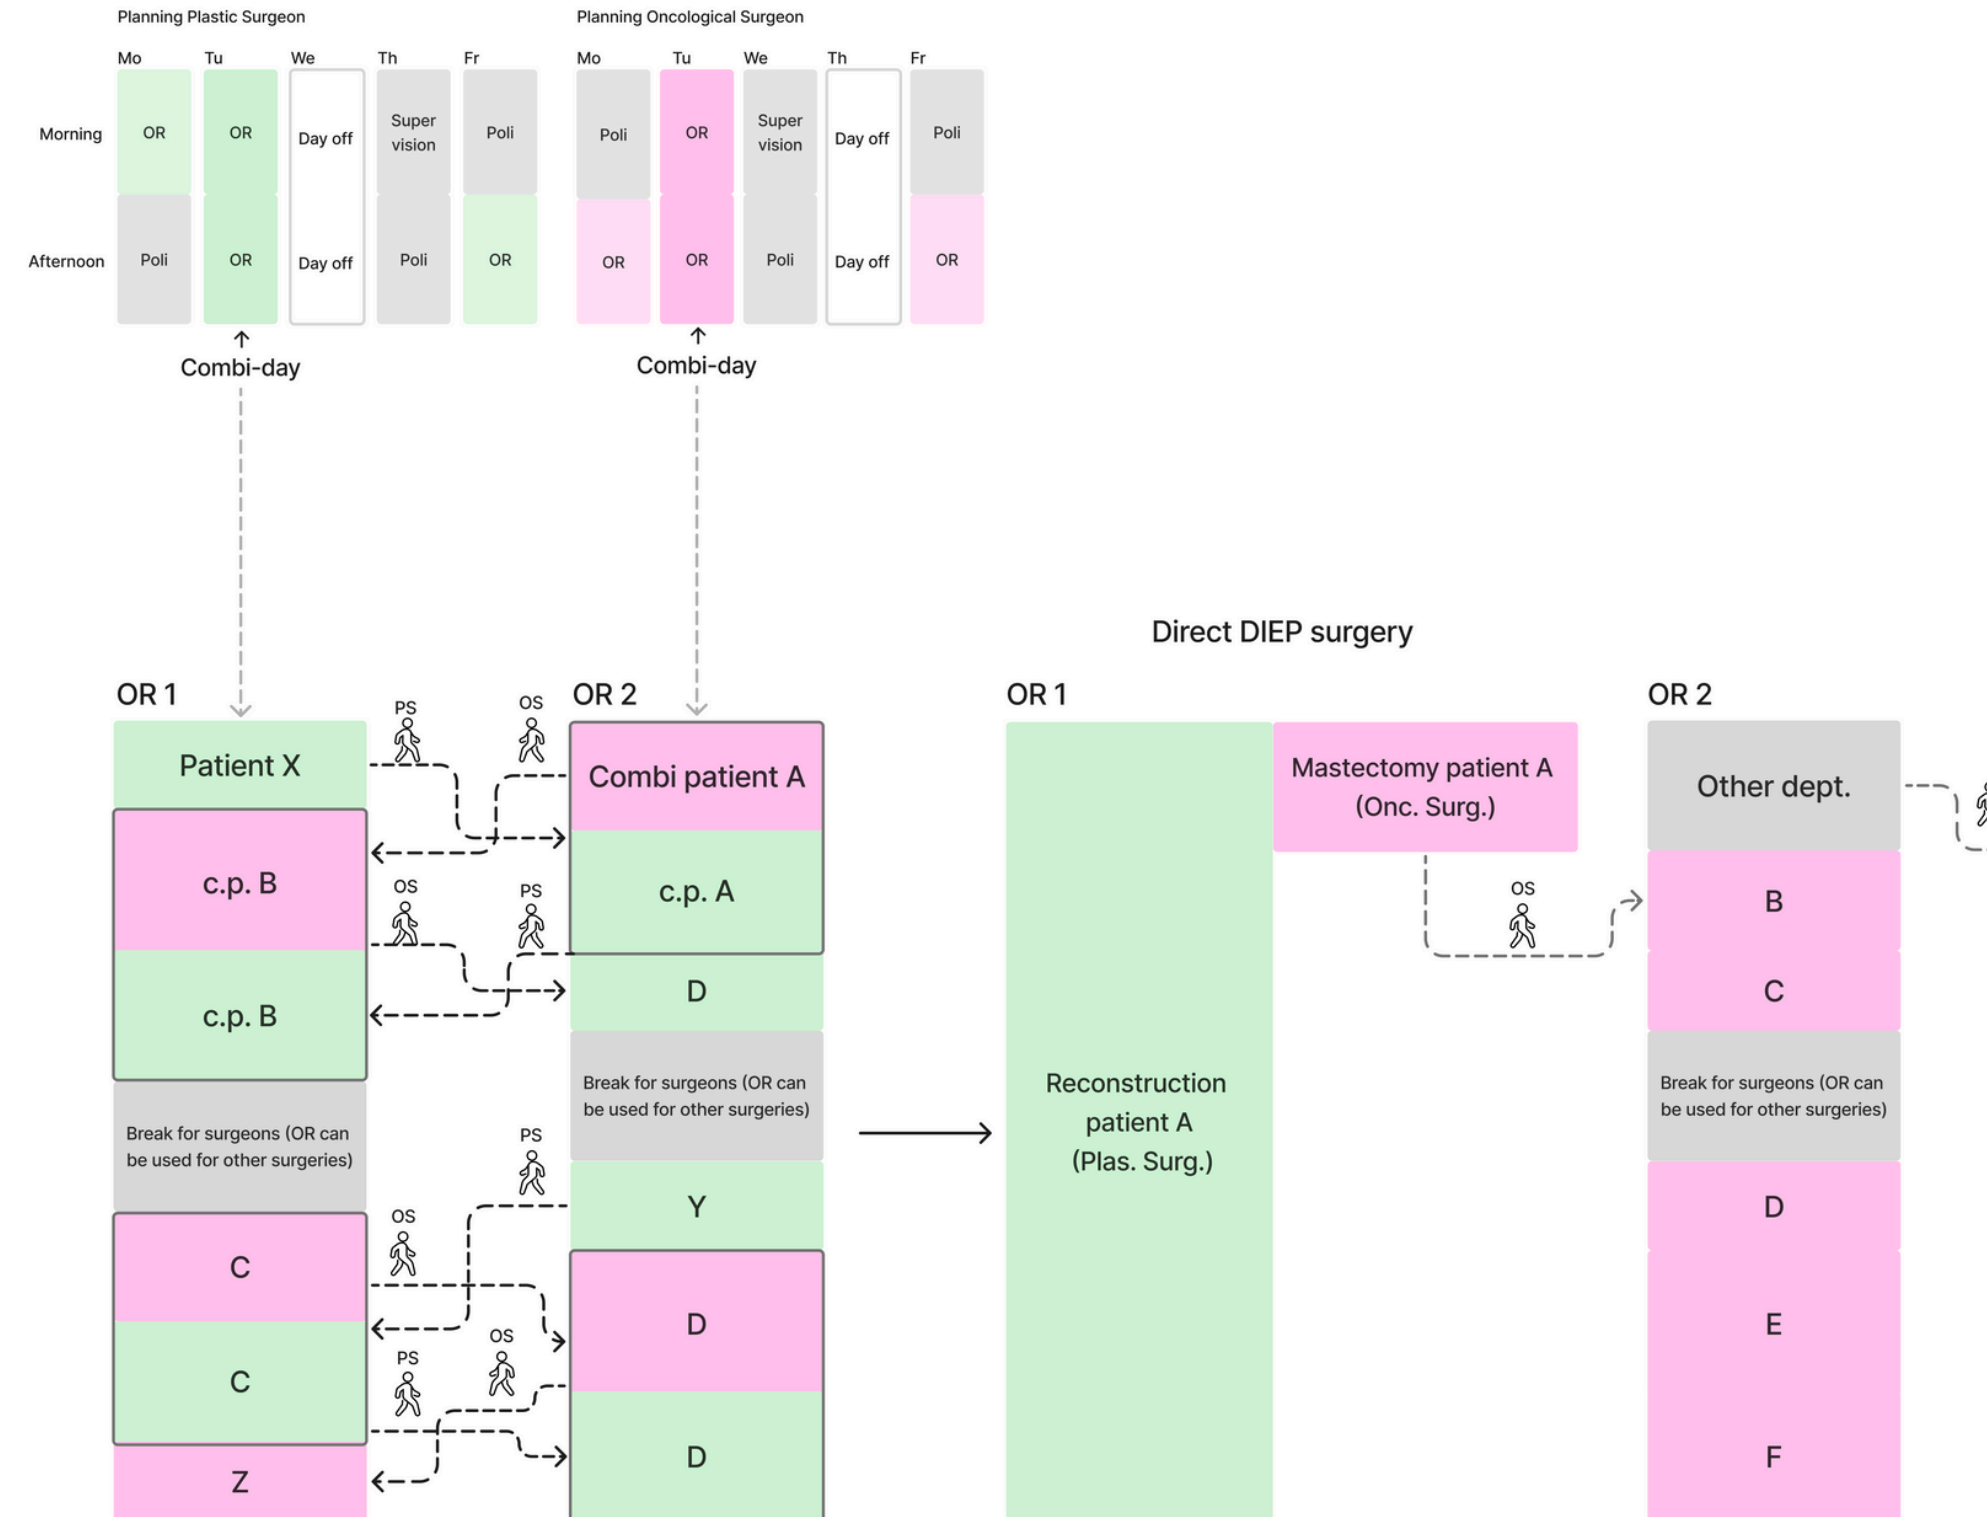 Planning Plastic Surgeon
Planning Oncological Surgeon
Mo Tu We Th Fr
Mo Tu We Th Fr
Morning
OR
OR
Day off
Super
vision
Poli
Poli
OR
Super
vision
Day off
Poli
Afternoon
Poli
OR
Day off
Poli
OR
OR
OR
Poli
Day off
OR
Combi-day
Combi-day
OR 1
PS
OS
OR 2
Patient X
Combi patient A
c.p. B
c.p. A
OS
PS
c.p. B
D
Break for surgeons (OR can
be used for other surgeries)
Break for surgeons (OR can
be used for other surgeries)
PS
Y
OS
C
D
OS
PS
C
D
Z
Direct DIEP surgery
OR 1
OR 2
Mastectomy patient A
(Onc. Surg.)
Other dept.
OS
B
C
Reconstruction
patient A
(Plas. Surg.)
Break for surgeons (OR can
be used for other surgeries)
D
E
F